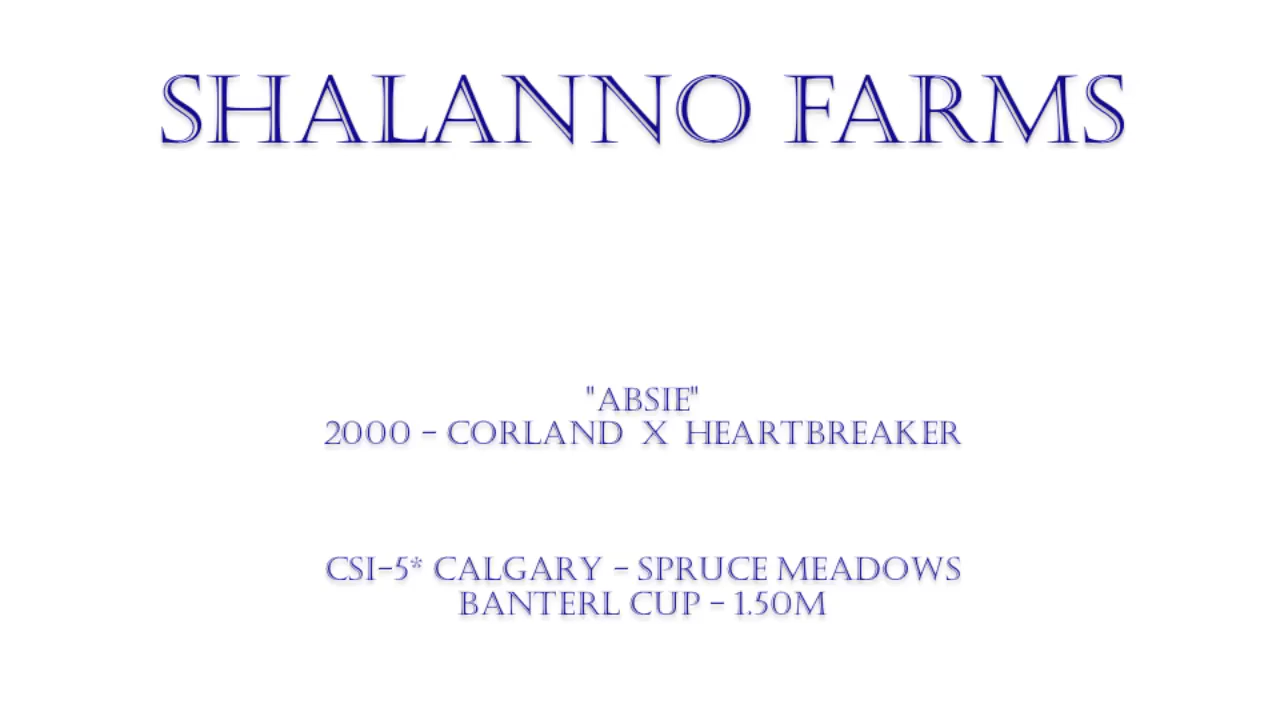 SHALANNO FARMS
"ABSIE"
2000 - CORLAND X HEARTBREAKER
CSI-5* CALGARY - SPRUCE MEADOWS
BANTERL CUP - 1.50M